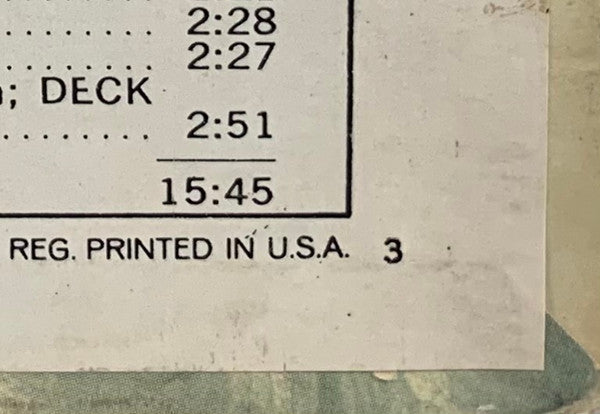 . . . . . . . . . 2:28
. . . . . . . . . 2:27
; DECK
. . . . . . . . 2:51
15:45
REG. PRINTED IN U.S.A. 3